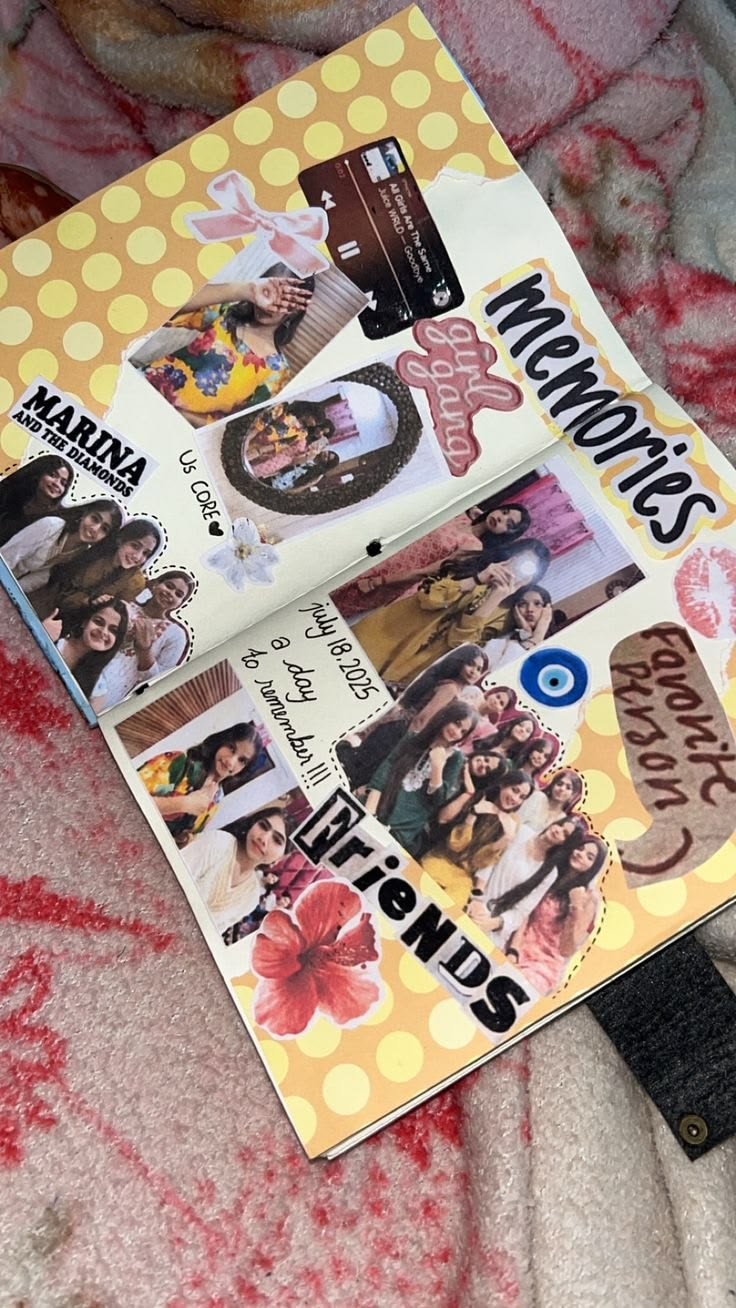 All Girls Are The Same
Juice WRLD — Goodbye
girl
gang
memories
MARINA
AND THE DIAMONDS
Us CORE♥
july 18.2025
a day
to remember!!!
Favorite
Person
)
FrieNDS